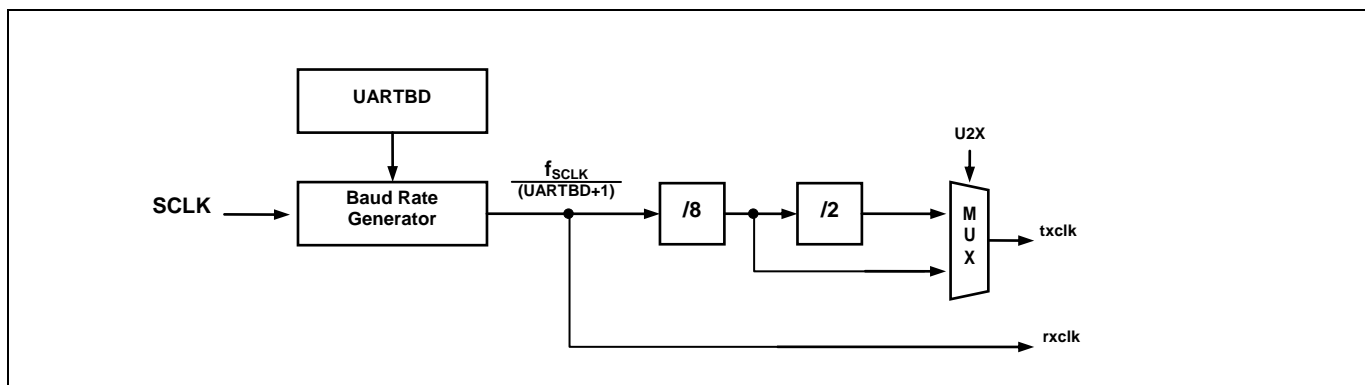 UARTBD
U2X
f_SCLK
(UARTBD+1)
SCLK
Baud Rate
Generator
/8
/2
M
U
X
txclk
rxclk